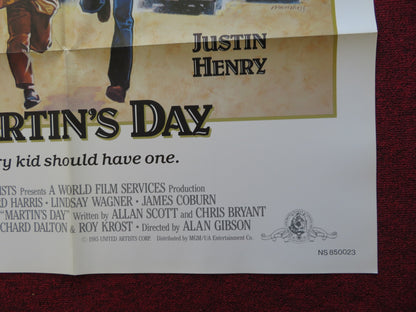 JUSTIN
HENRY
RTIN'S DAY
ry kid should have one.
ISTS Presents A WORLD FILM SERVICES Production
RD HARRIS • LINDSAY WAGNER • JAMES COBURN
"MARTIN'S DAY" Written by ALLAN SCOTT and CHRIS BRYANT
CHARD DALTON & ROY KROST • Directed by ALAN GIBSON
© 1985 UNITED ARTISTS CORP. Distributed by MGM/UA Entertainment Co.
NS 850023